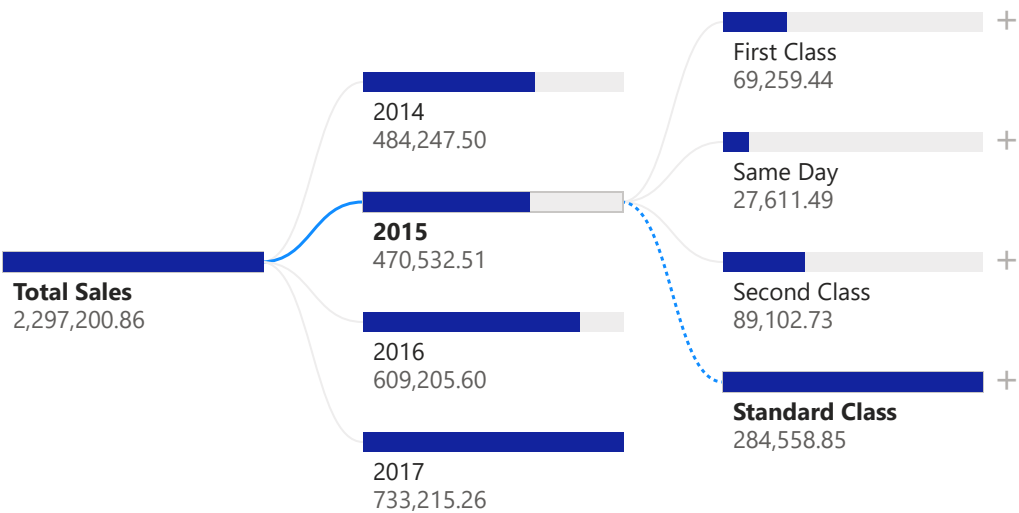 Total Sales
2,297,200.86
2014
484,247.50
2015
470,532.51
2016
609,205.60
2017
733,215.26
First Class
69,259.44
Same Day
27,611.49
Second Class
89,102.73
Standard Class
284,558.85